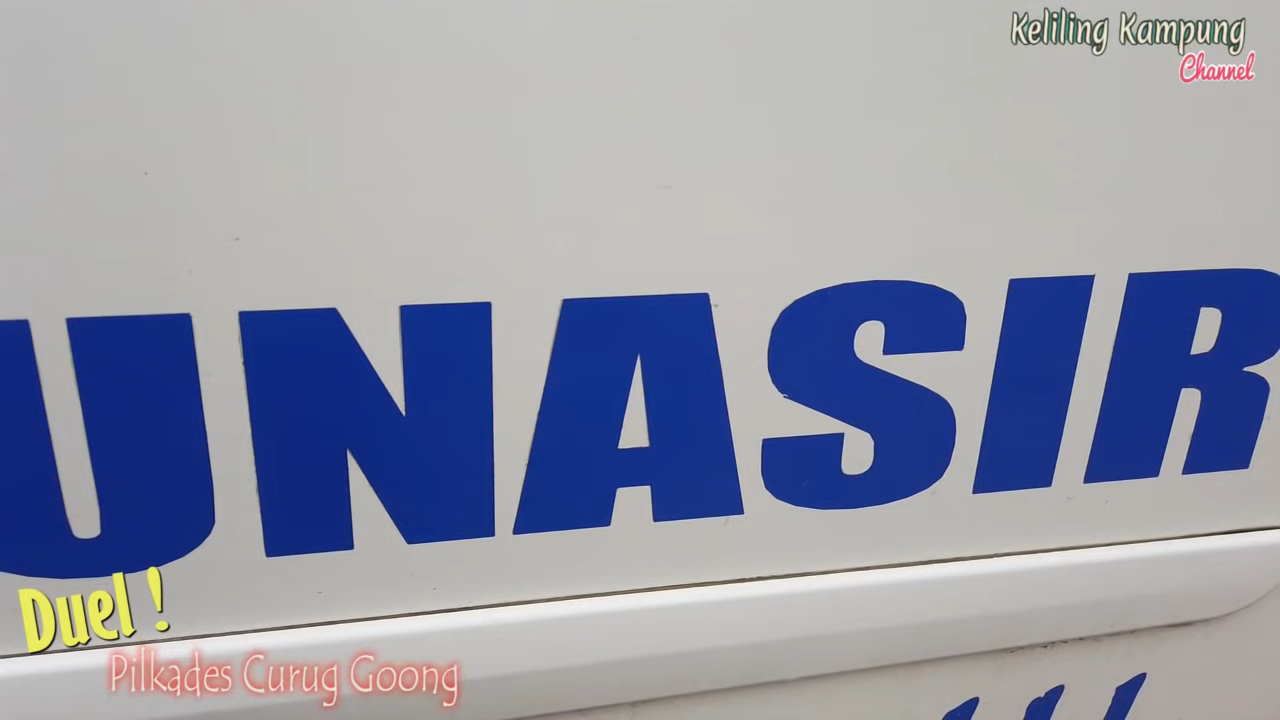 Keliling Kampung
Channel
UNASIR
Duel !
Pilkades Curug Goong